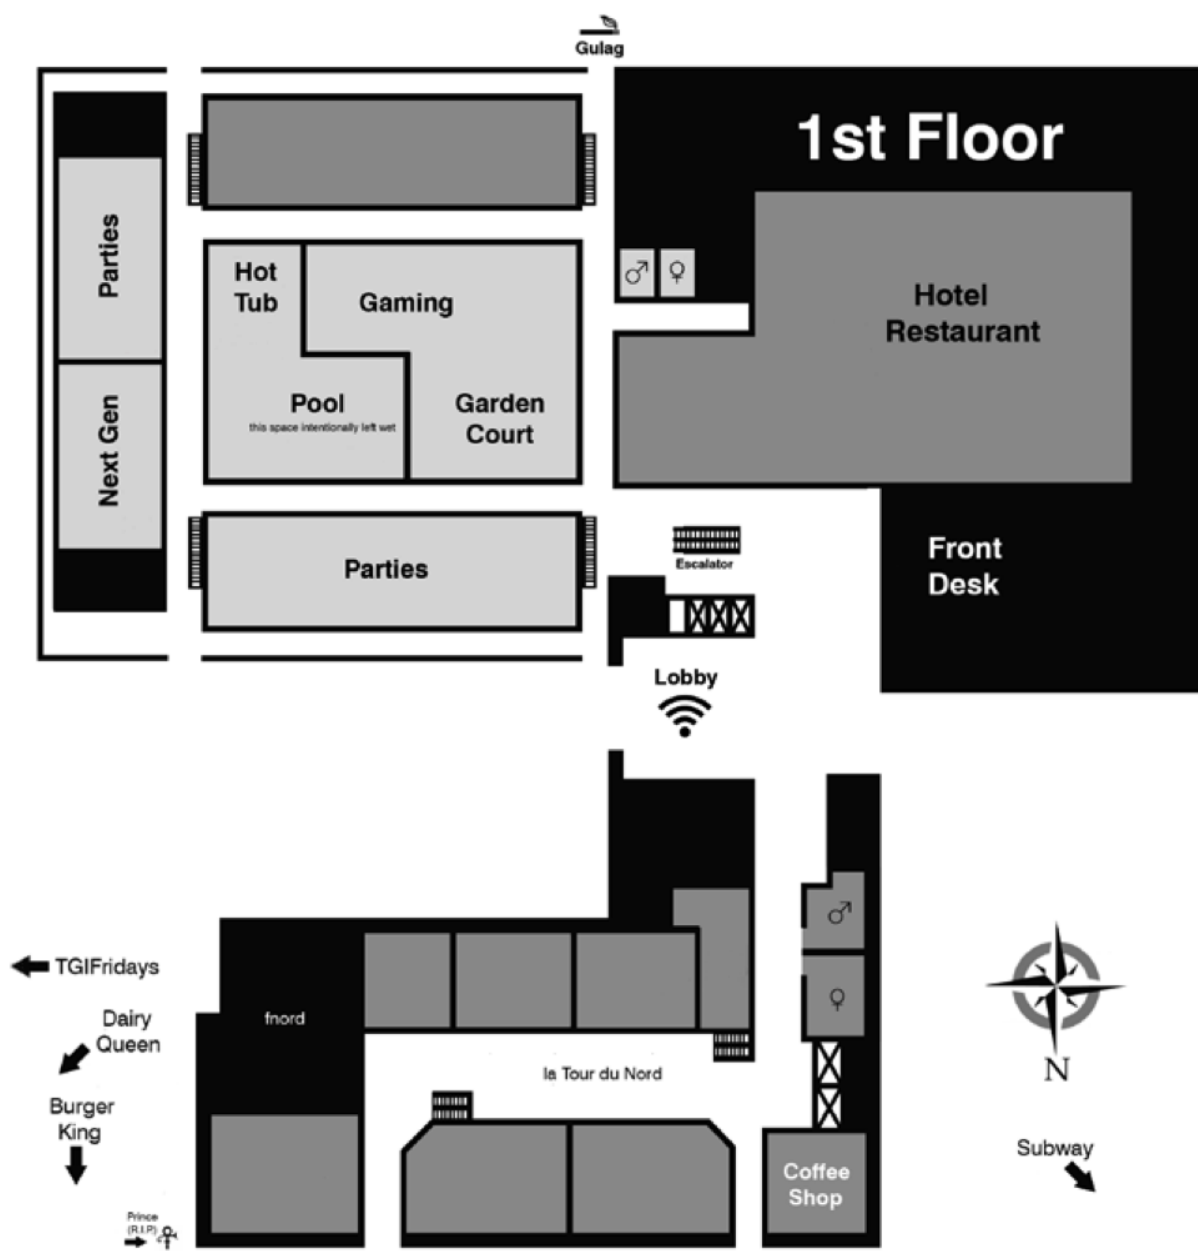 Gulag
1st Floor
Parties
Hot
Tub
Gaming
Hotel
Restaurant
Next Gen
Pool
this space intentionally left wet
Garden
Court
Escalator
Front
Desk
Parties
Lobby
TGIFridays
fnord
Dairy
Queen
la Tour du Nord
N
Burger
King
Subway
Coffee
Shop
Prince
(R.I.P.)